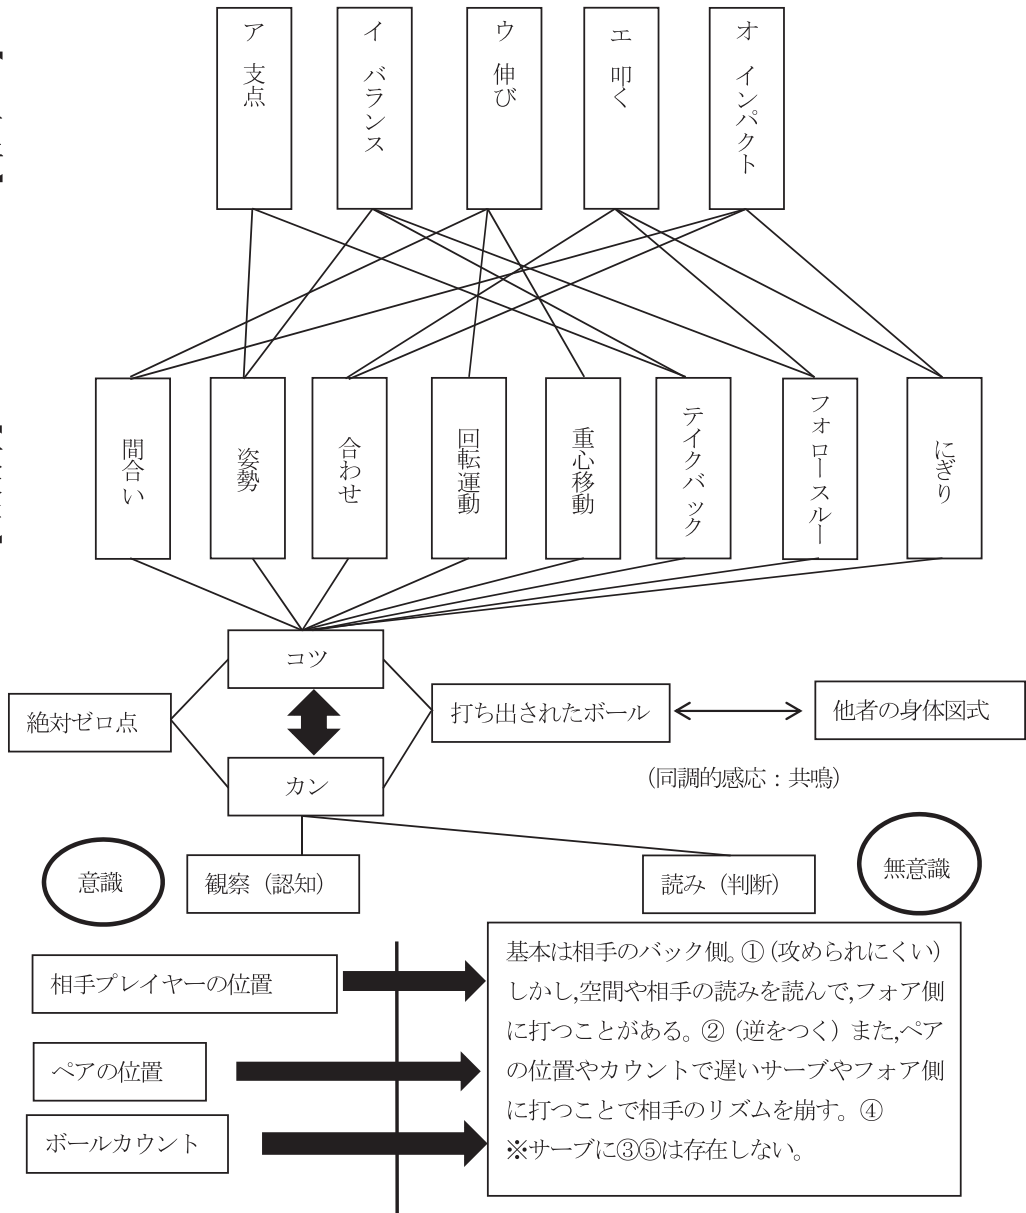 ア 支点
イ バランス
ウ 伸び
エ 叩く
オ インパクト
間合い
姿勢
合わせ
回転運動
重心移動
テイクバック
フォロースルー
にぎり
コツ
絶対ゼロ点
打ち出されたボール
他者の身体図式
カン
（同調的感応：共鳴）
意識
観察（認知）
読み（判断）
無意識
相手プレイヤーの位置
ペアの位置
ボールカウント
基本は相手のバック側。①（攻められにくい）
しかし,空間や相手の読みを読んで,フォア側
に打つことがある。②（逆をつく）また,ペア
の位置やカウントで遅いサーブやフォア側
に打つことで相手のリズムを崩す。④
※サーブに③⑤は存在しない。